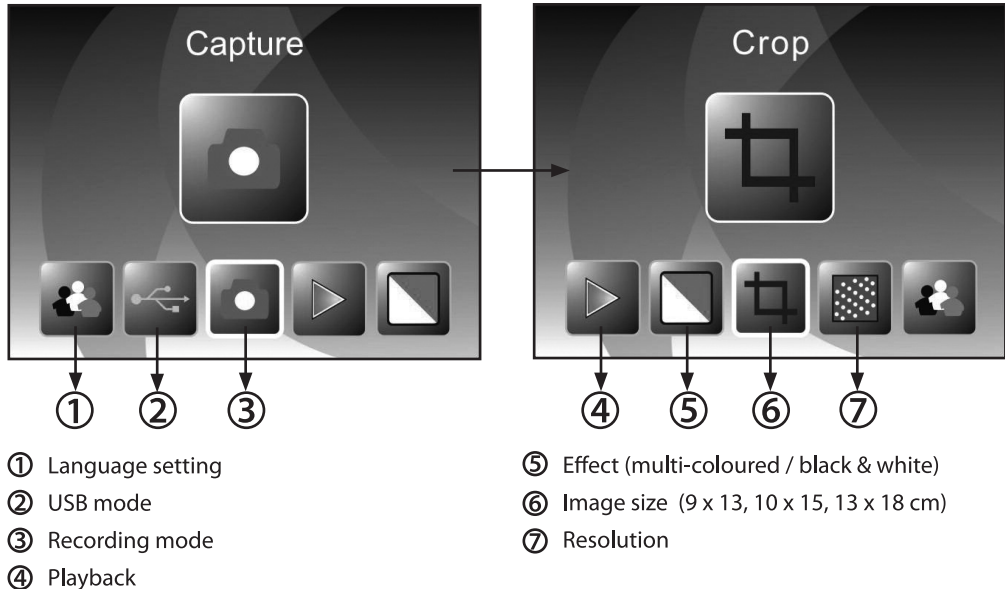 Capture
Crop
① ② ③
④ ⑤ ⑥ ⑦
① Language setting
② USB mode
③ Recording mode
④ Playback
⑤ Effect (multi-coloured / black & white)
⑥ Image size (9 x 13, 10 x 15, 13 x 18 cm)
⑦ Resolution